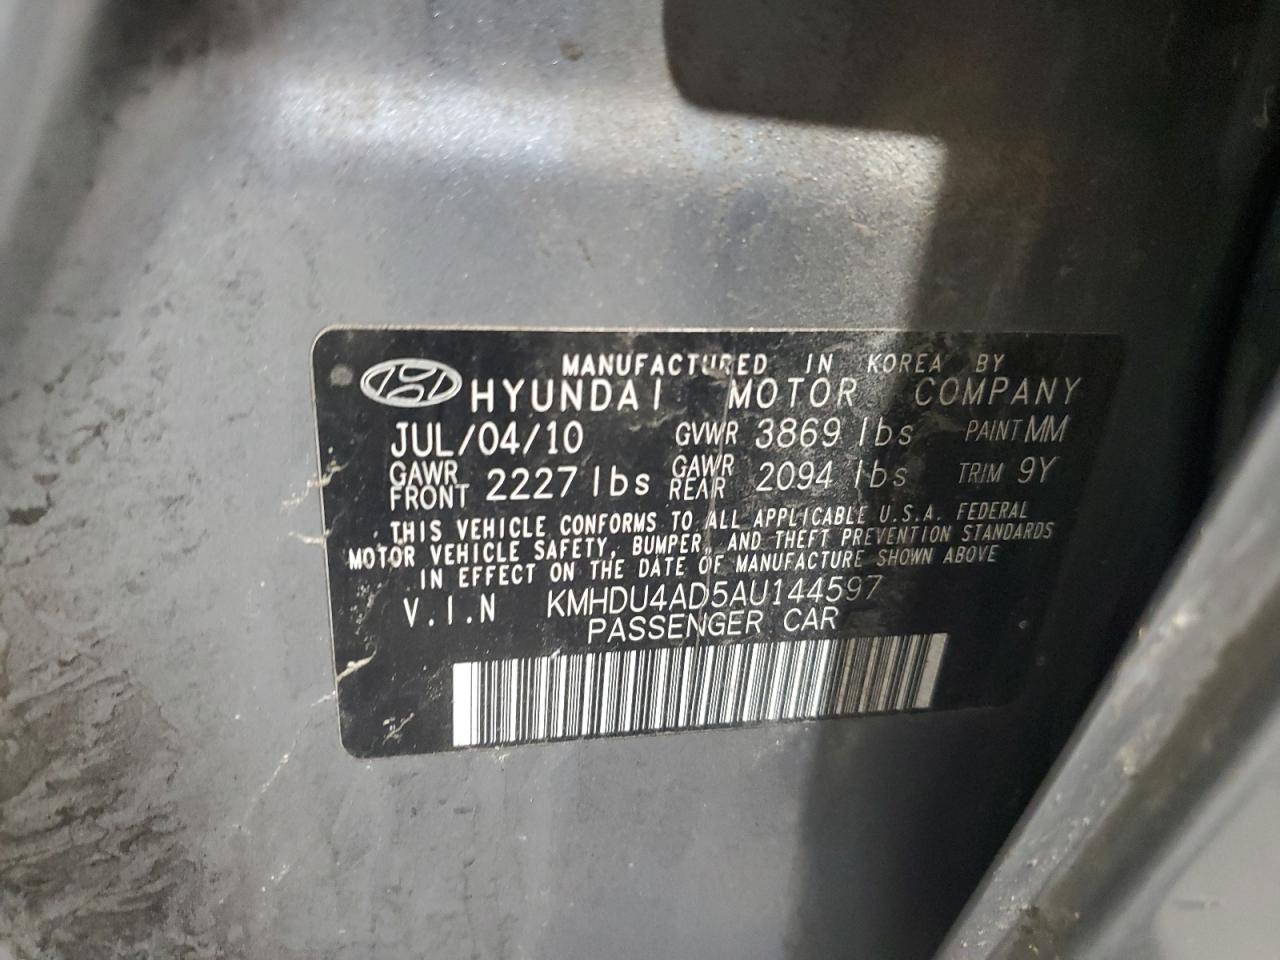 MANUFACTURED IN KOREA BY
HYUNDAI MOTOR COMPANY
JUL/04/10 GVWR 3869 lbs PAINT MM
GAWR FRONT 2227 lbs GAWR REAR 2094 lbs TRIM 9Y
THIS VEHICLE CONFORMS TO ALL APPLICABLE U.S.A. FEDERAL
MOTOR VEHICLE SAFETY, BUMPER, AND THEFT PREVENTION STANDARDS
IN EFFECT ON THE DATE OF MANUFACTURE SHOWN ABOVE
V.I.N KMHDU4AD5AU144597
PASSENGER CAR